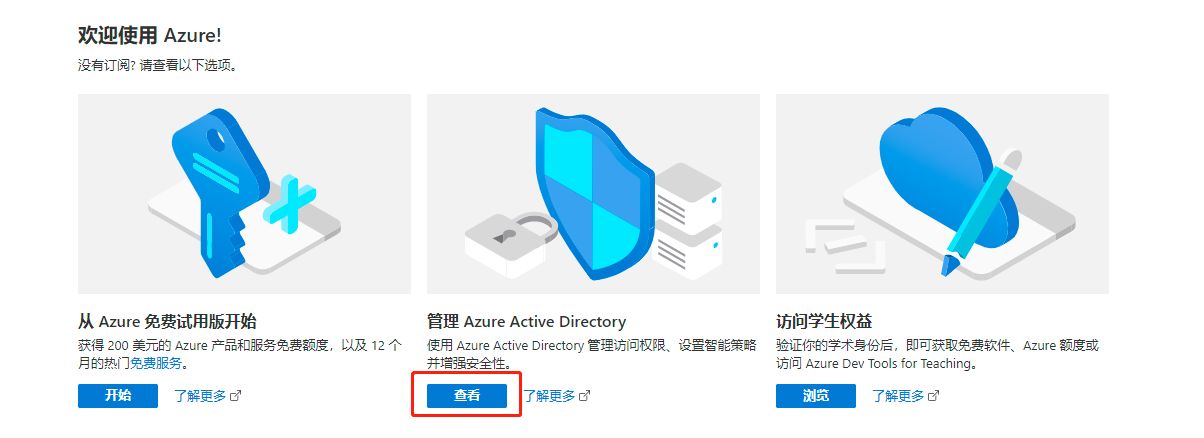 欢迎使用 Azure!
没有订阅? 请查看以下选项。
从 Azure 免费试用版开始
获得 200 美元的 Azure 产品和服务免费额度，以及 12 个
月的热门免费服务。
开始 了解更多
管理 Azure Active Directory
使用 Azure Active Directory 管理访问权限、设置智能策略
并增强安全性。
查看 了解更多
访问学生权益
验证你的学术身份后，即可获取免费软件、Azure 额度或
访问 Azure Dev Tools for Teaching。
浏览 了解更多